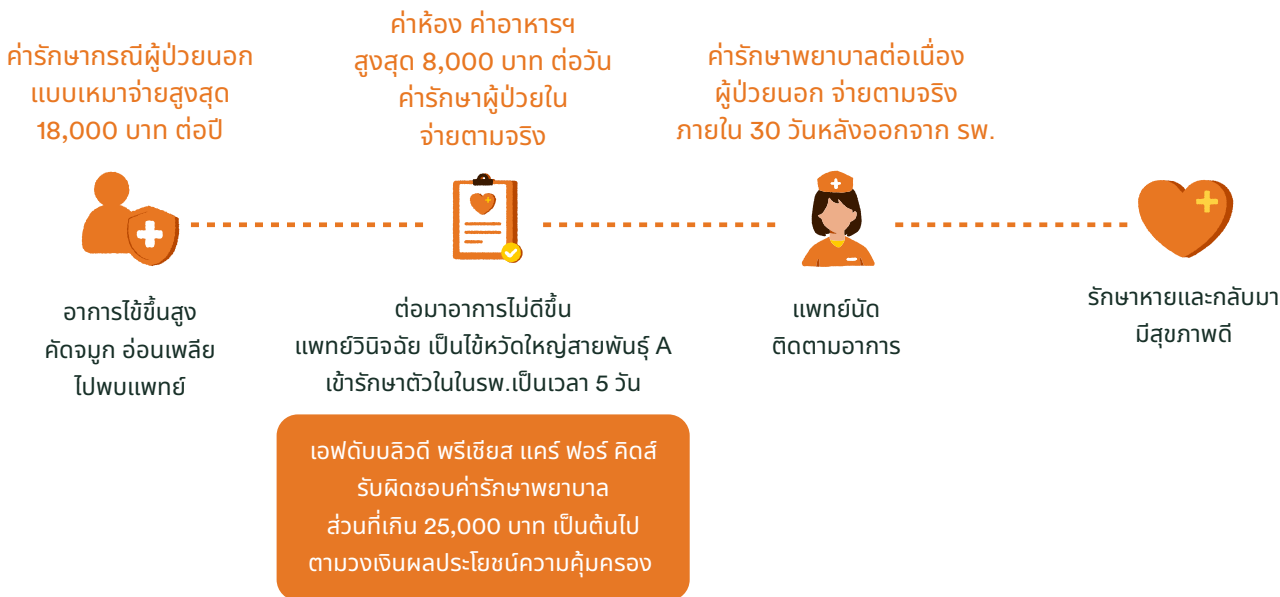 ค่ารักษากรณีผู้ป่วยนอก
แบบเหมาจ่ายสูงสุด
18,000 บาท ต่อปี
ค่าห้อง ค่าอาหารฯ
สูงสุด 8,000 บาท ต่อวัน
ค่ารักษาผู้ป่วยใน
จ่ายตามจริง
ค่ารักษาพยาบาลต่อเนื่อง
ผู้ป่วยนอก จ่ายตามจริง
ภายใน 30 วันหลังออกจาก รพ.
อาการไข้ขึ้นสูง
คัดจมูก อ่อนเพลีย
ไปพบแพทย์
ต่อมาอาการไม่ดีขึ้น
แพทย์วินิจฉัย เป็นไข้หวัดใหญ่สายพันธุ์ A
เข้ารักษาตัวในในรพ.เป็นเวลา 5 วัน
แพทย์นัด
ติดตามอาการ
รักษาหายและกลับมา
มีสุขภาพดี
เอฟดับบลิวดี พรีเชียส แคร์ ฟอร์ คิดส์
รับผิดชอบค่ารักษาพยาบาล
ส่วนที่เกิน 25,000 บาท เป็นต้นไป
ตามวงเงินผลประโยชน์ความคุ้มครอง